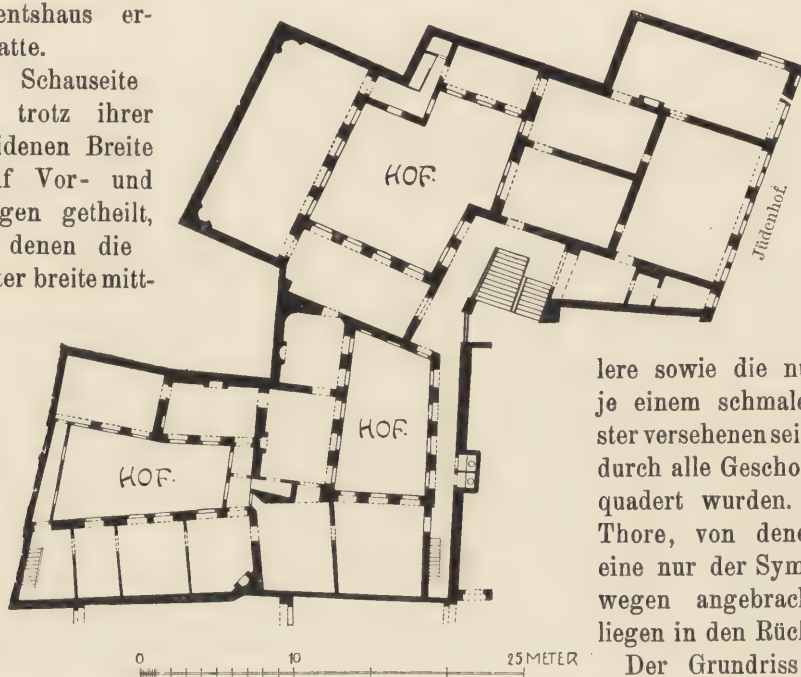 entshaus er-
atte.
Schauseite
trotz ihrer
idenen Breite
f Vor- und
gen getheilt,
denen die
ter breite mitt-
HOF.
Jüdenhof.
HOF.
HOF.
lere sowie die nu
je einem schmale
ster versehenen sei
durch alle Gescho
quadert wurden.
Thore, von dene
eine nur der Sym
wegen angebrach
liegen in den Rücl
Der Grundriss
0 10 25 METER